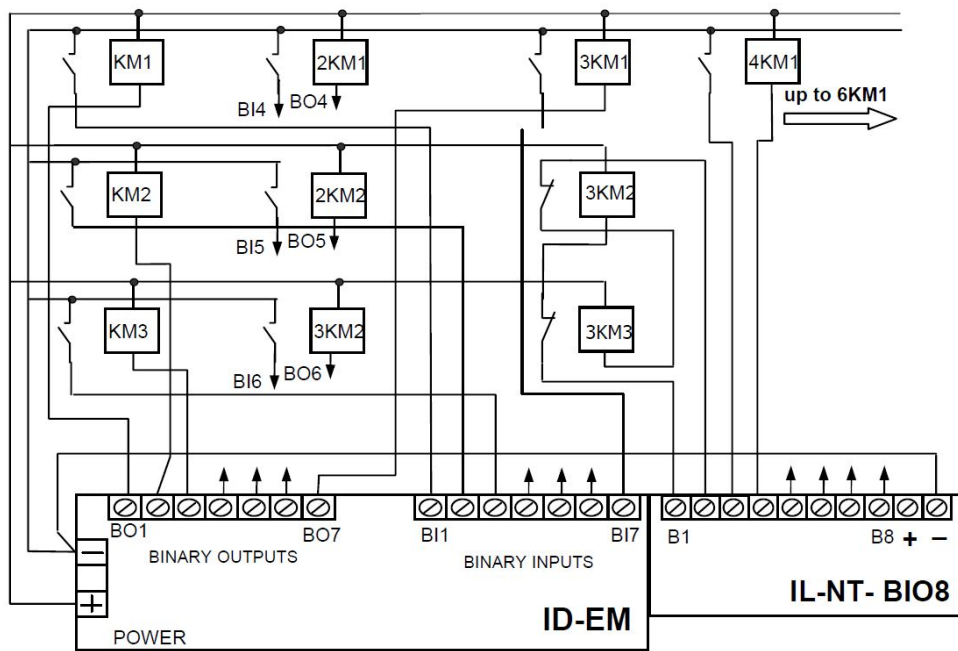 KM1
2KM1
3KM1
4KM1
BI4
BO4
up to 6KM1
KM2
2KM2
3KM2
BI5
BO5
KM3
3KM2
3KM3
BI6
BO6
BO1
BO7
BI1
BI7
B1
B8
+
−
BINARY OUTPUTS
BINARY INPUTS
−
+
IL-NT- BIO8
ID-EM
POWER